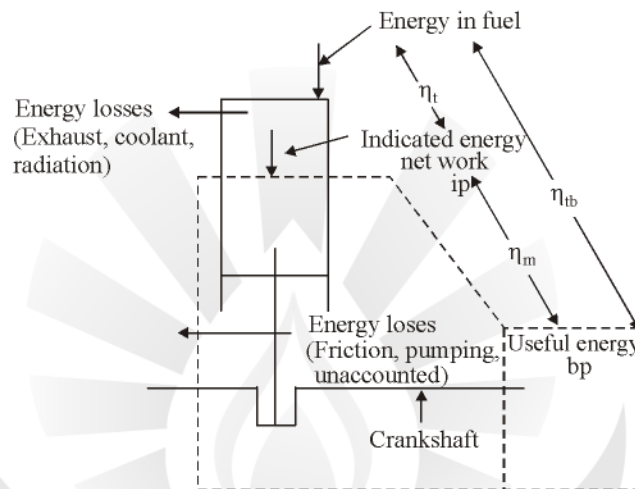 Energy in fuel
η_t
Energy losses
(Exhaust, coolant,
radiation)
Indicated energy
net work
ip
η_tb
η_m
Energy loses
(Friction, pumping,
unaccounted)
Useful energy
bp
Crankshaft